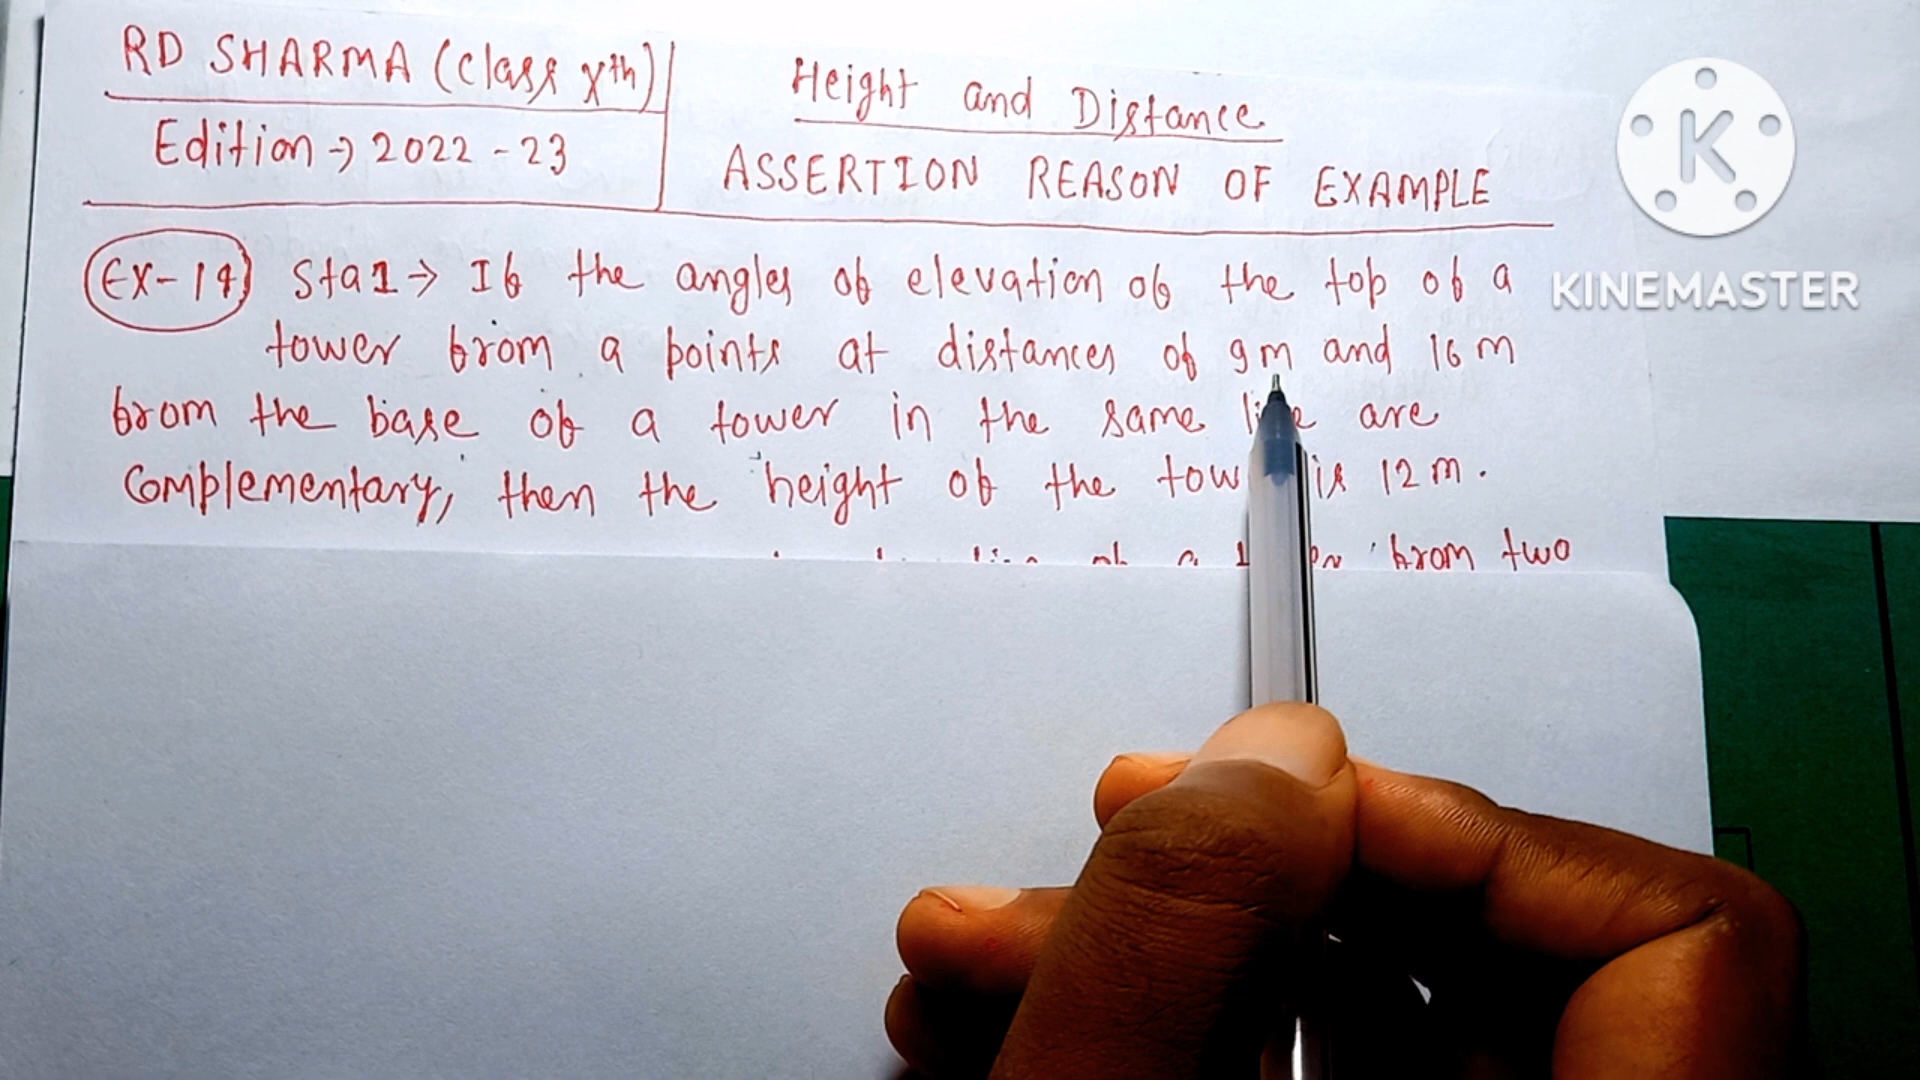 RD SHARMA (Class Xth)
Edition → 2022 - 23
Height and Distance
ASSERTION REASON OF EXAMPLE
K
KINEMASTER
Ex-14 Sta1 → If the angles of elevation of the top of a
tower from a points at distances of 9m and 16m
from the base of a tower in the same line are
Complementary, then the height of the tow is 12m.
from two